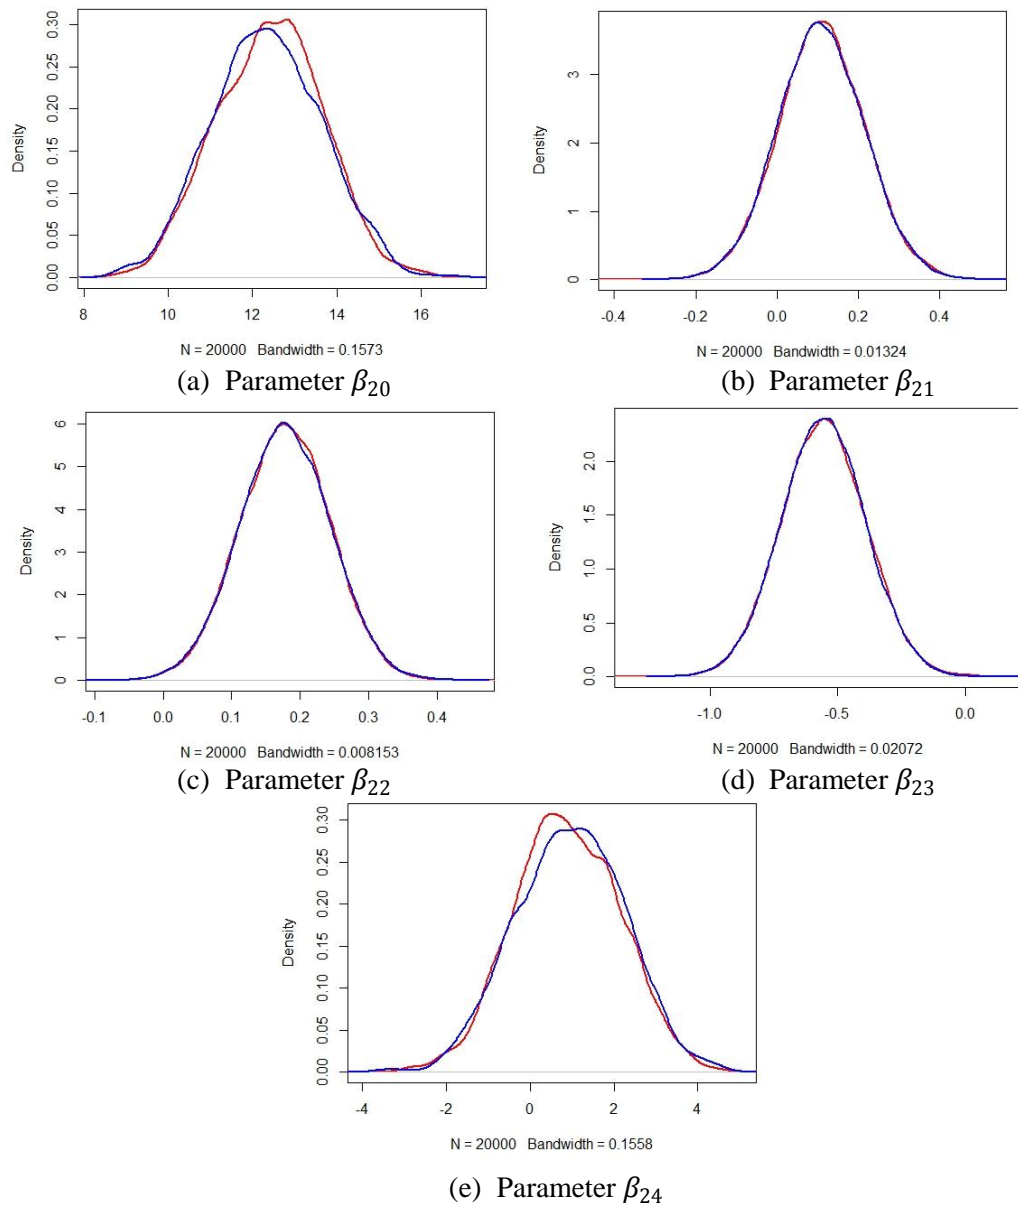 0.30
0.25
0.20
0.15
0.10
0.05
0.00
Density
8 10 12 14 16
N = 20000 Bandwidth = 0.1573
(a) Parameter β₂₀
3
2
1
0
Density
-0.4 -0.2 0.0 0.2 0.4
N = 20000 Bandwidth = 0.01324
(b) Parameter β₂₁
6
5
4
3
2
1
0
Density
-0.1 0.0 0.1 0.2 0.3 0.4
N = 20000 Bandwidth = 0.008153
(c) Parameter β₂₂
2.0
1.5
1.0
0.5
0.0
Density
-1.0 -0.5 0.0
N = 20000 Bandwidth = 0.02072
(d) Parameter β₂₃
0.30
0.25
0.20
0.15
0.10
0.05
0.00
Density
-4 -2 0 2 4
N = 20000 Bandwidth = 0.1558
(e) Parameter β₂₄